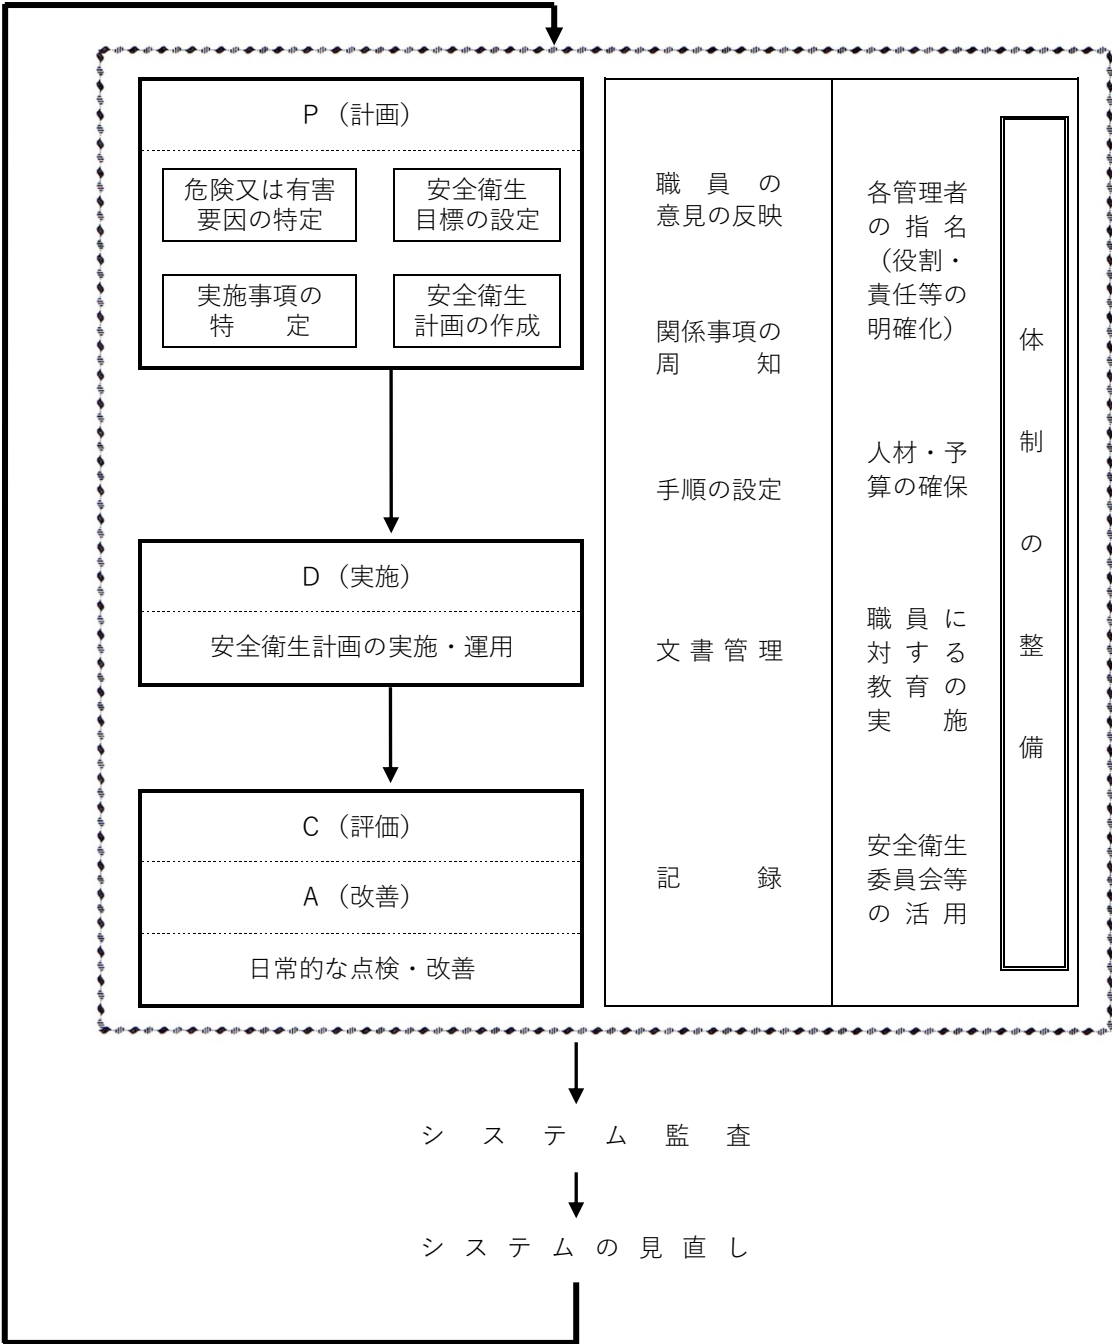 P（計画）
危険又は有害
要因の特定
安全衛生
目標の設定
実施事項の
特定
安全衛生
計画の作成
D（実施）
安全衛生計画の実施・運用
C（評価）
A（改善）
日常的な点検・改善
職員の
意見の反映
関係事項の
周知
手順の設定
文書管理
記録
各管理者
の指名
（役割・
責任等の
明確化）
人材・予
算の確保
職員に
対する
教育の
実施
安全衛生
委員会等
の活用
体制の整備
システム監査
システムの見直し